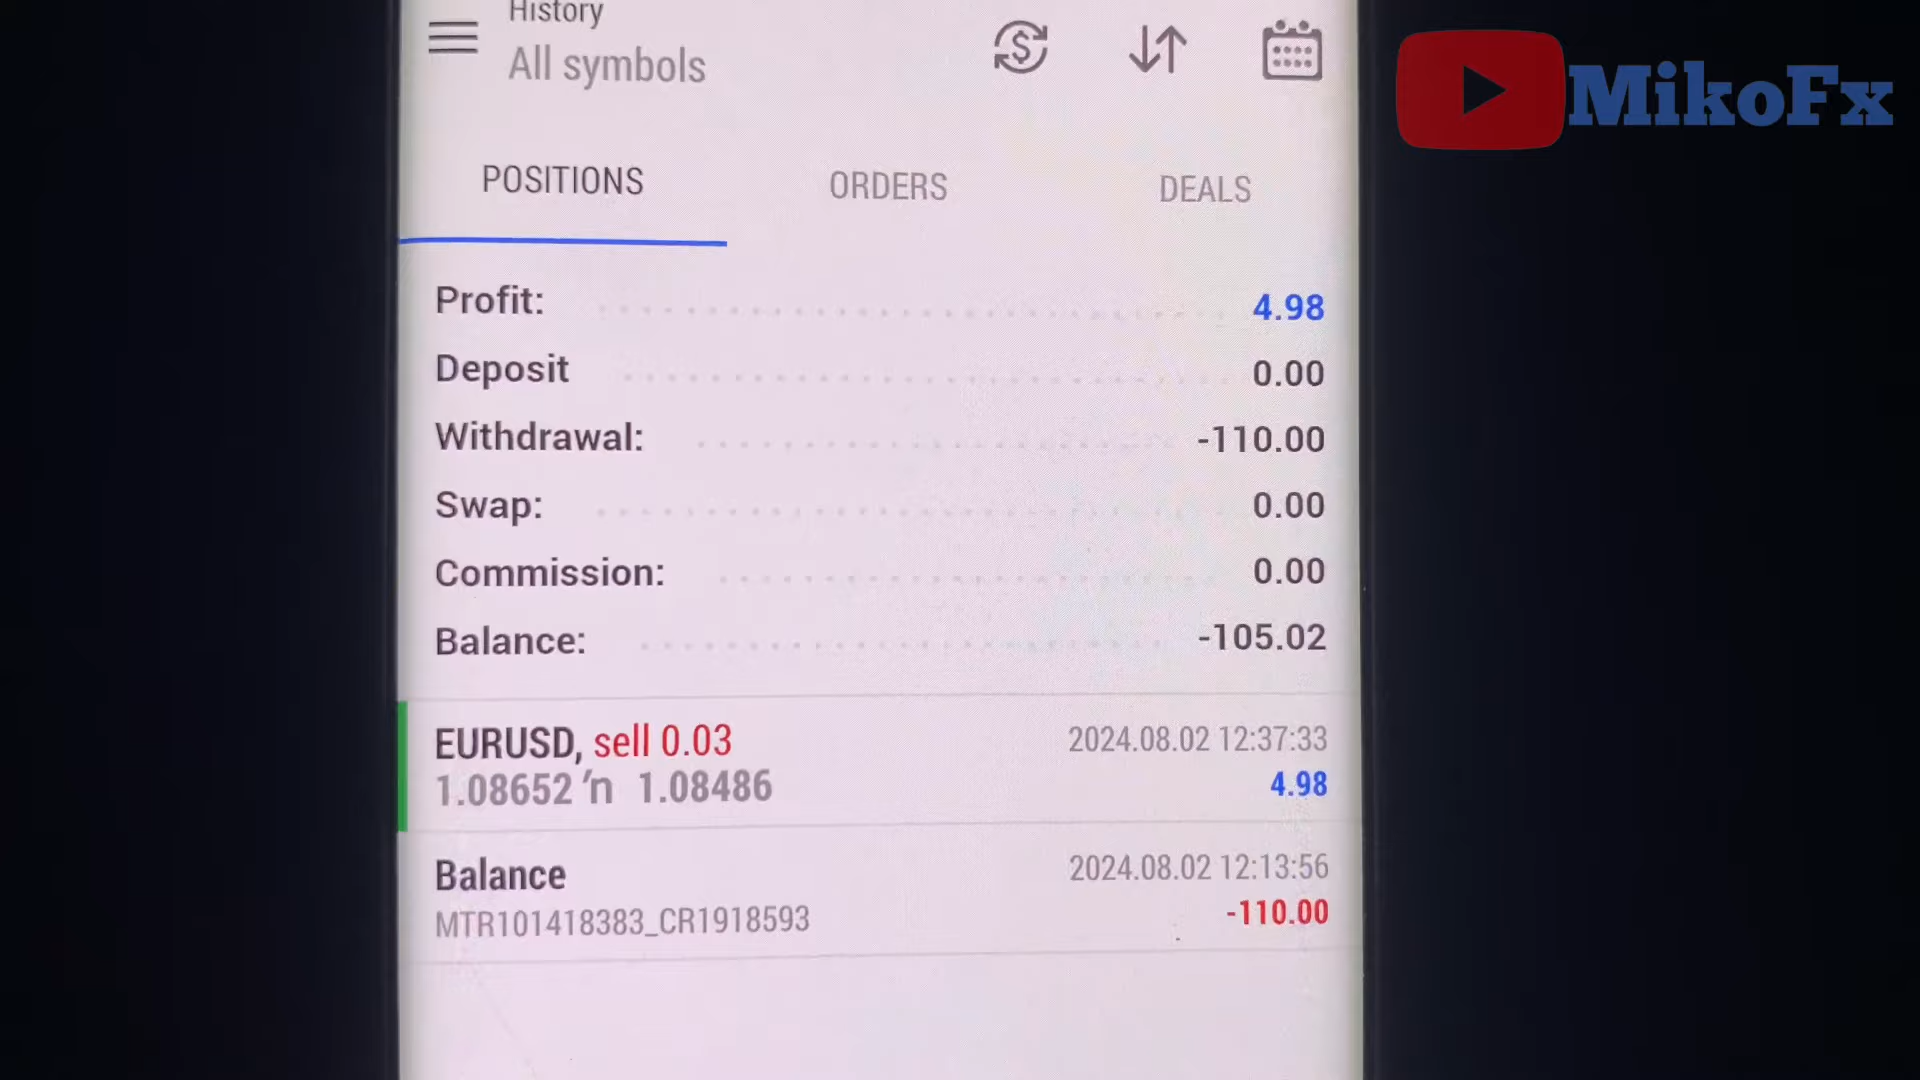 History
All symbols
MikoFx
POSITIONS ORDERS DEALS
Profit: 4.98
Deposit 0.00
Withdrawal: -110.00
Swap: 0.00
Commission: 0.00
Balance: -105.02
EURUSD, sell 0.03 2024.08.02 12:37:33
1.08652 'n 1.08486 4.98
Balance 2024.08.02 12:13:56
MTR101418383_CR1918593 -110.00